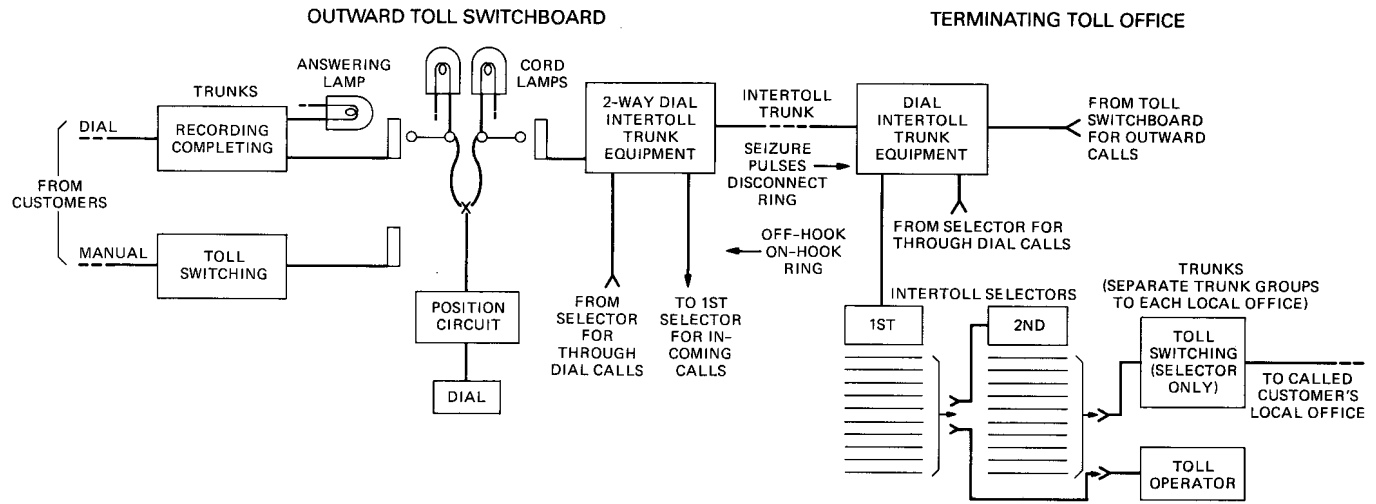 OUTWARD TOLL SWITCHBOARD
TERMINATING TOLL OFFICE
ANSWERING
LAMP
CORD
LAMPS
TRUNKS
DIAL
RECORDING
COMPLETING
FROM
CUSTOMERS
MANUAL
TOLL
SWITCHING
X
POSITION
CIRCUIT
DIAL
2-WAY DIAL
INTERTOLL
TRUNK
EQUIPMENT
FROM
SELECTOR
FOR
THROUGH
DIAL CALLS
TO 1ST
SELECTOR
FOR IN-
COMING
CALLS
INTERTOLL
TRUNK
SEIZURE
PULSES
DISCONNECT
RING
OFF-HOOK
ON-HOOK
RING
DIAL
INTERTOLL
TRUNK
EQUIPMENT
FROM TOLL
SWITCHBOARD
FOR OUTWARD
CALLS
FROM SELECTOR FOR
THROUGH DIAL CALLS
INTERTOLL SELECTORS
1ST
2ND
TRUNKS
(SEPARATE TRUNK GROUPS
TO EACH LOCAL OFFICE)
TOLL
SWITCHING
(SELECTOR
ONLY)
TO CALLED
CUSTOMER'S
LOCAL OFFICE
TOLL
OPERATOR